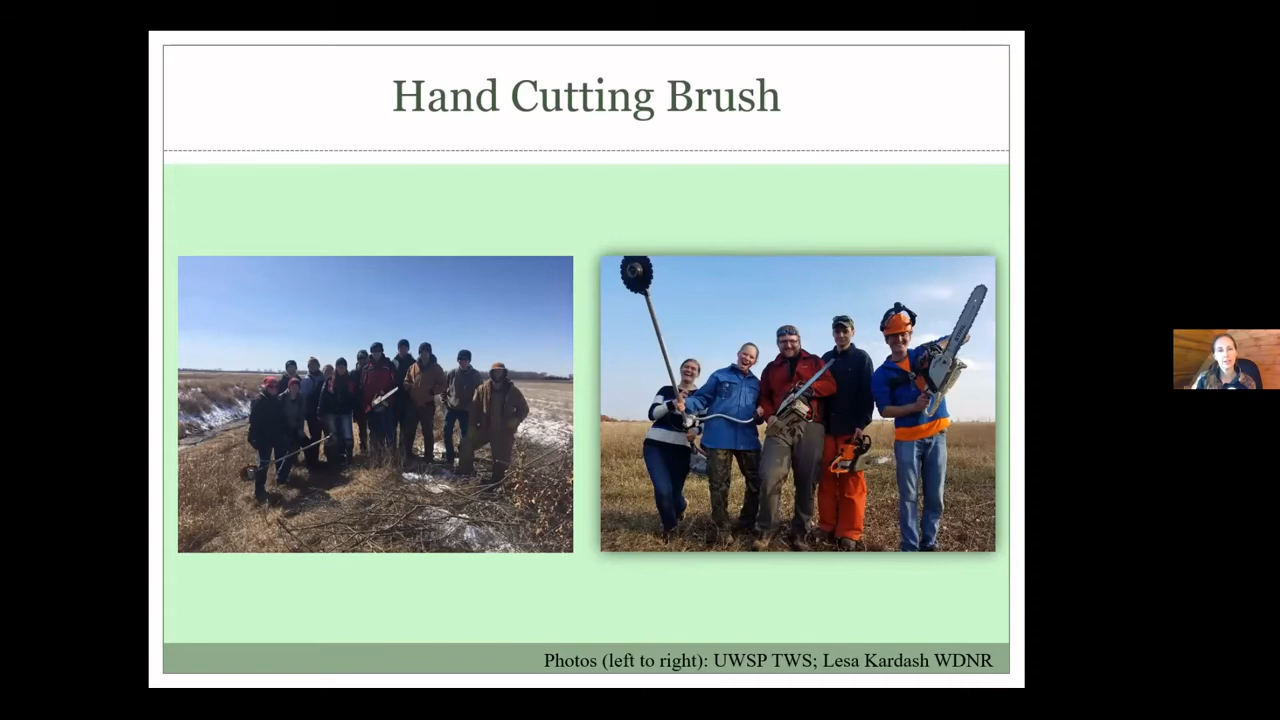 Hand Cutting Brush
Photos (left to right): UWSP TWS; Lesa Kardash WDNR